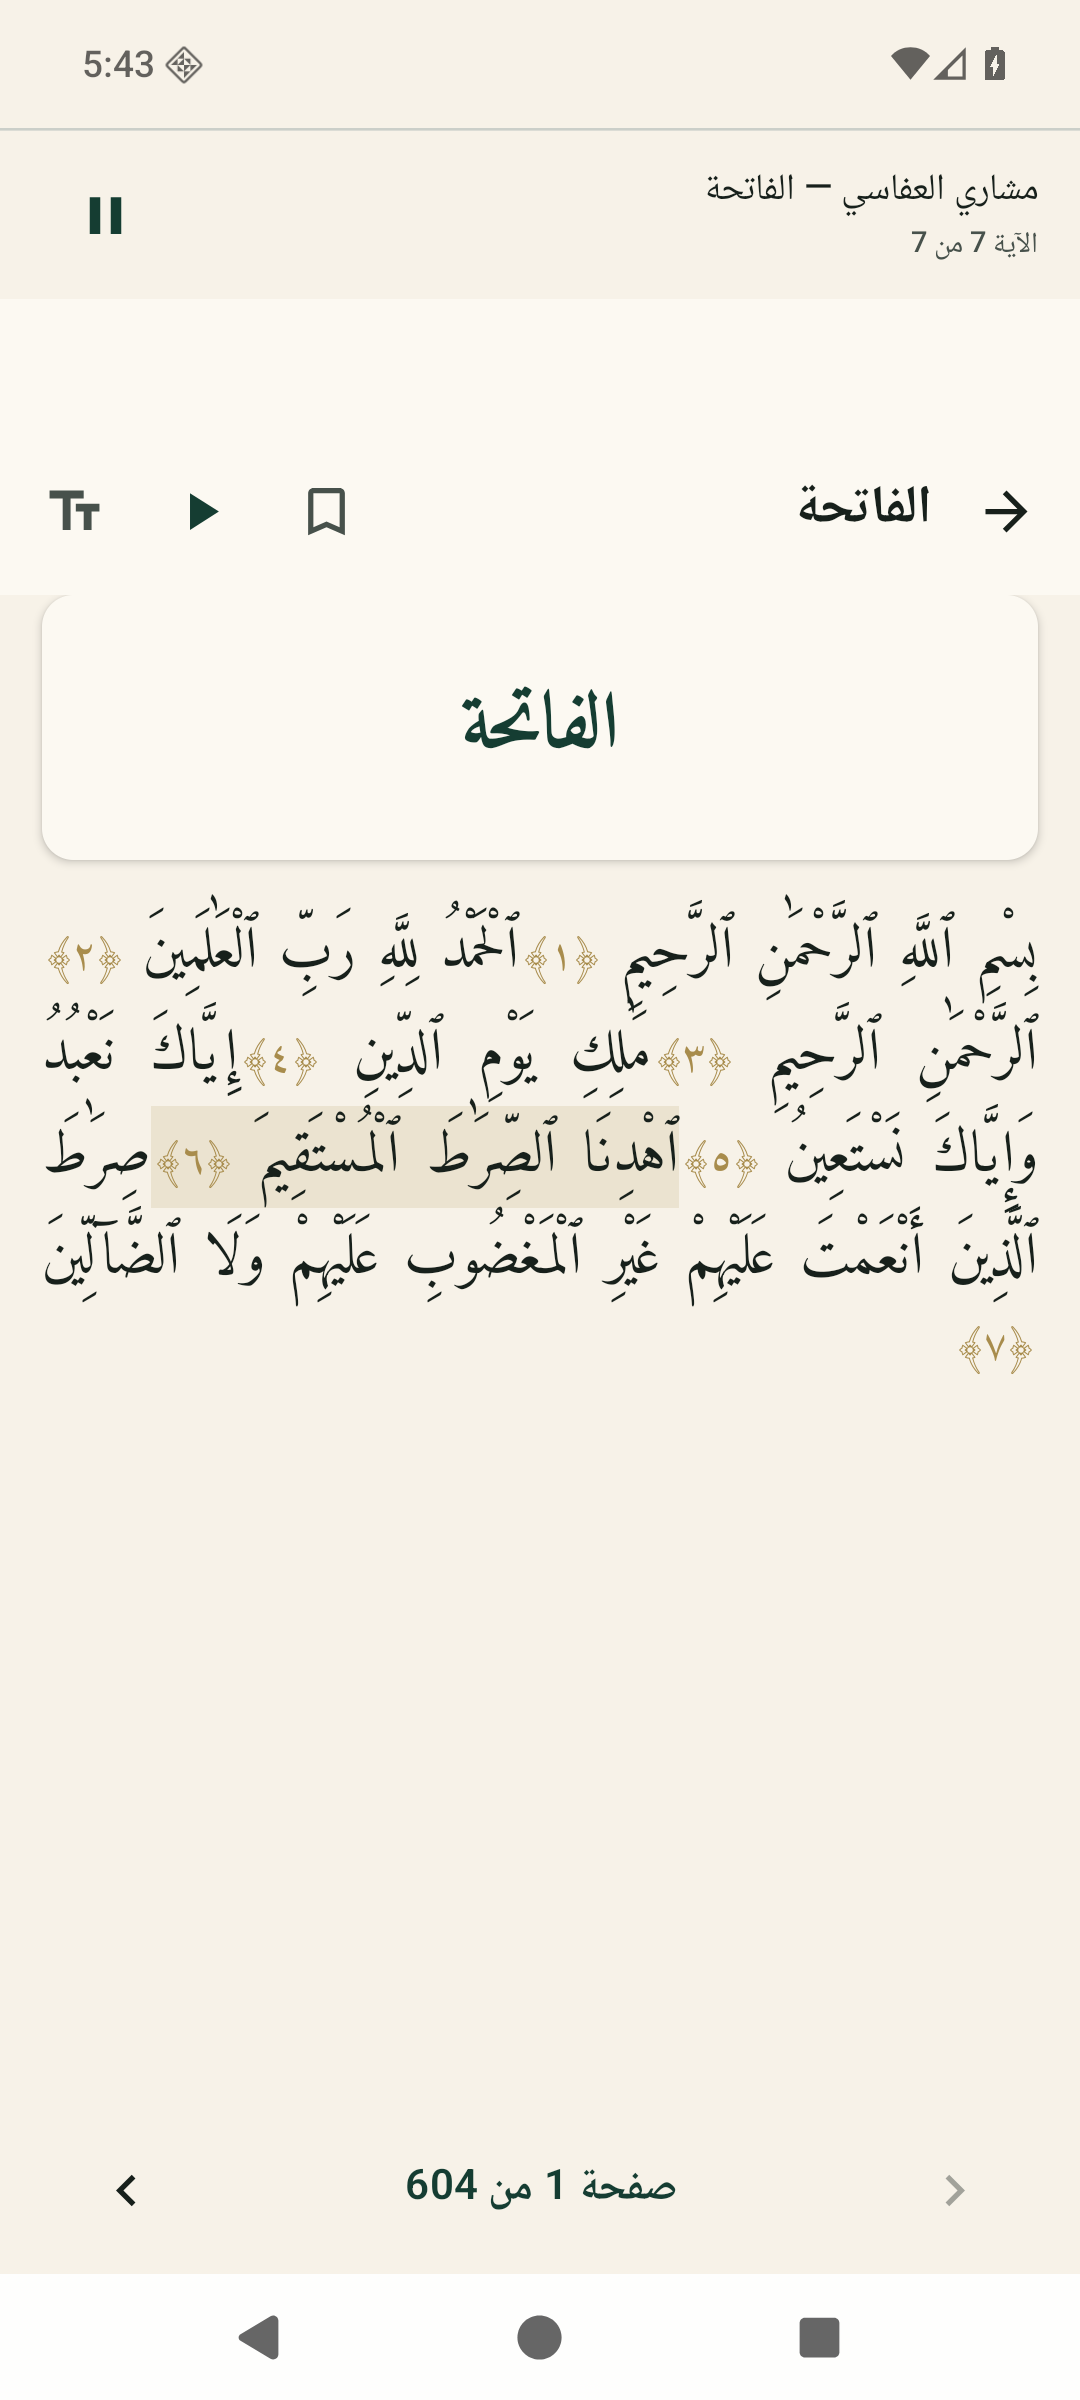 5:43
مشاري العفاسي — الفاتحة
الآية 7 من 7
الفاتحة
الفاتحة
بِسْمِ ٱللَّهِ ٱلرَّحْمَٰنِ ٱلرَّحِيمِ ﴿١﴾ٱلْحَمْدُ لِلَّهِ رَبِّ ٱلْعَٰلَمِينَ ﴿٢﴾
ٱلرَّحْمَٰنِ ٱلرَّحِيمِ ﴿٣﴾مَٰلِكِ يَوْمِ ٱلدِّينِ ﴿٤﴾إِيَّاكَ نَعْبُدُ
وَإِيَّاكَ نَسْتَعِينُ ﴿٥﴾ٱهْدِنَا ٱلصِّرَٰطَ ٱلْمُسْتَقِيمَ ﴿٦﴾صِرَٰطَ
ٱلَّذِينَ أَنْعَمْتَ عَلَيْهِمْ غَيْرِ ٱلْمَغْضُوبِ عَلَيْهِمْ وَلَا ٱلضَّآلِّينَ
﴿٧﴾
صفحة 1 من 604